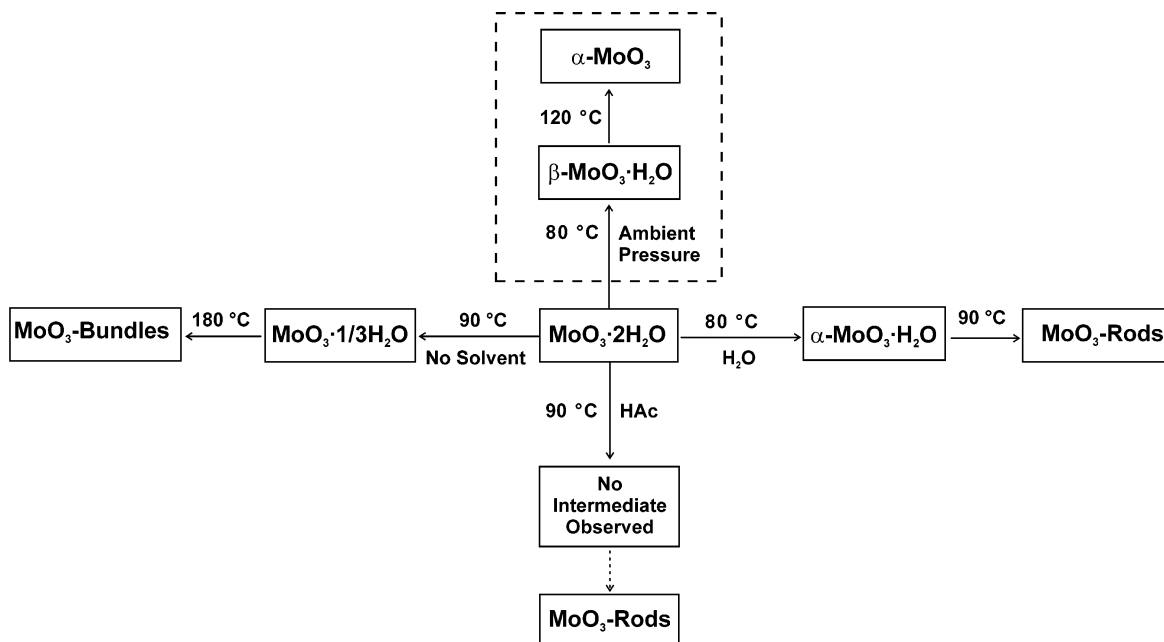 α-MoO₃
120 °C
β-MoO₃·H₂O
80 °C
Ambient
Pressure
MoO₃-Bundles
180 °C
MoO₃·1/3H₂O
90 °C
No Solvent
MoO₃·2H₂O
80 °C
H₂O
α-MoO₃·H₂O
90 °C
MoO₃-Rods
90 °C
HAc
No
Intermediate
Observed
MoO₃-Rods